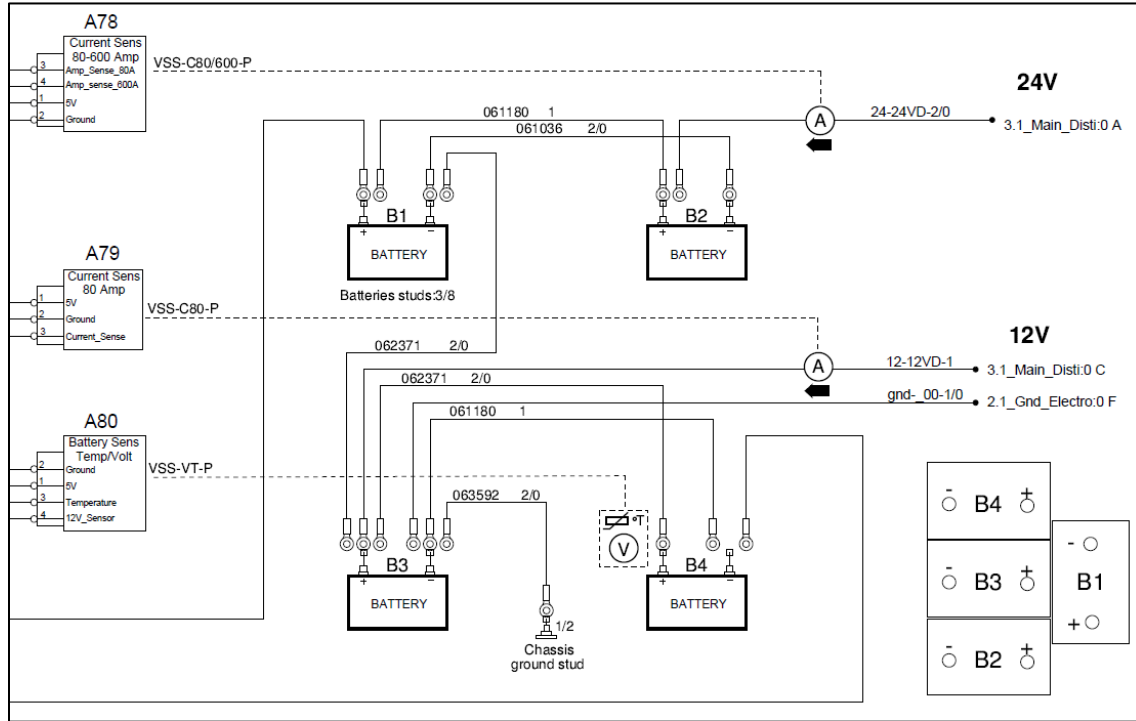 A78
Current Sens
80-600 Amp
3 Amp_Sense_80A
4 Amp_sense_600A
1 5V
2 Ground
VSS-C80/600-P
24V
A
24-24VD-2/0
3.1_Main_Disti:0 A
061180 1
061036 2/0
B1
+ -
BATTERY
Batteries studs:3/8
B2
+ -
BATTERY
A79
Current Sens
80 Amp
1 5V
2 Ground
3 Current_Sense
VSS-C80-P
12V
A
12-12VD-1
3.1_Main_Disti:0 C
gnd-_00-1/0
2.1_Gnd_Electro:0 F
062371 2/0
062371 2/0
061180 1
063592 2/0
A80
Battery Sens
Temp/Volt
2 Ground
1 5V
3 Temperature
4 12V_Sensor
VSS-VT-P
°T
V
B3
+ -
BATTERY
B4
+ -
BATTERY
1/2
Chassis
ground stud
- B4 +
- B3 +
- B2 +
-
B1
+